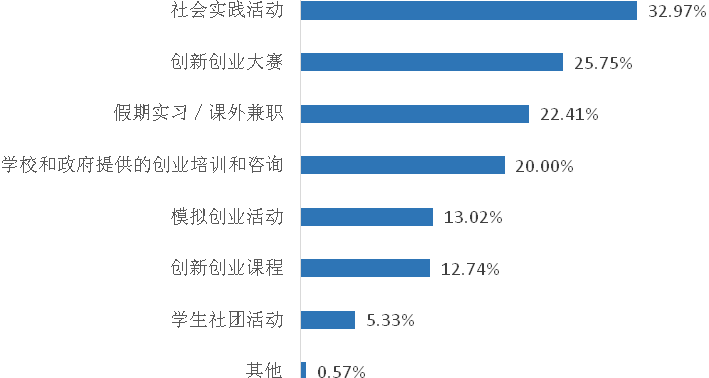 社会实践活动 32.97%
创新创业大赛 25.75%
假期实习／课外兼职 22.41%
学校和政府提供的创业培训和咨询 20.00%
模拟创业活动 13.02%
创新创业课程 12.74%
学生社团活动 5.33%
其他 0.57%